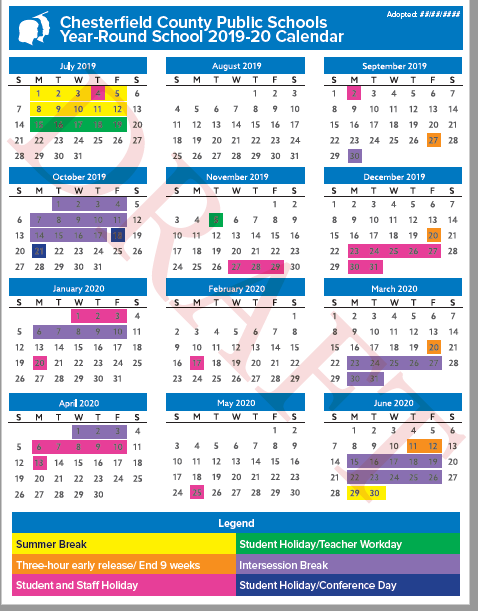 Adopted: ##/##/####
Chesterfield County Public Schools
Year-Round School 2019-20 Calendar
July 2019
S M T W T F S
1 2 3 4 5 6
7 8 9 10 11 12 13
14 15 16 17 18 19 20
21 22 23 24 25 26 27
28 29 30 31
August 2019
S M T W T F S
1 2 3
4 5 6 7 8 9 10
11 12 13 14 15 16 17
18 19 20 21 22 23 24
25 26 27 28 29 30 31
September 2019
S M T W T F S
1 2 3 4 5 6 7
8 9 10 11 12 13 14
15 16 17 18 19 20 21
22 23 24 25 26 27 28
29 30
October 2019
S M T W T F S
1 2 3 4 5
6 7 8 9 10 11 12
13 14 15 16 17 18 19
20 21 22 23 24 25 26
27 28 29 30 31
November 2019
S M T W T F S
1 2
3 4 5 6 7 8 9
10 11 12 13 14 15 16
17 18 19 20 21 22 23
24 25 26 27 28 29 30
December 2019
S M T W T F S
1 2 3 4 5 6 7
8 9 10 11 12 13 14
15 16 17 18 19 20 21
22 23 24 25 26 27 28
29 30 31
January 2020
S M T W T F S
1 2 3 4
5 6 7 8 9 10 11
12 13 14 15 16 17 18
19 20 21 22 23 24 25
26 27 28 29 30 31
February 2020
S M T W T F S
1
2 3 4 5 6 7 8
9 10 11 12 13 14 15
16 17 18 19 20 21 22
23 24 25 26 27 28 29
March 2020
S M T W T F S
1 2 3 4 5 6 7
8 9 10 11 12 13 14
15 16 17 18 19 20 21
22 23 24 25 26 27 28
29 30 31
April 2020
S M T W T F S
1 2 3 4
5 6 7 8 9 10 11
12 13 14 15 16 17 18
19 20 21 22 23 24 25
26 27 28 29 30
May 2020
S M T W T F S
1 2
3 4 5 6 7 8 9
10 11 12 13 14 15 16
17 18 19 20 21 22 23
24 25 26 27 28 29 30
June 2020
S M T W T F S
1 2 3 4 5 6
7 8 9 10 11 12 13
14 15 16 17 18 19 20
21 22 23 24 25 26 27
28 29 30
DRAFT
Legend
Summer Break
Student Holiday/Teacher Workday
Three-hour early release/ End 9 weeks
Intersession Break
Student and Staff Holiday
Student Holiday/Conference Day